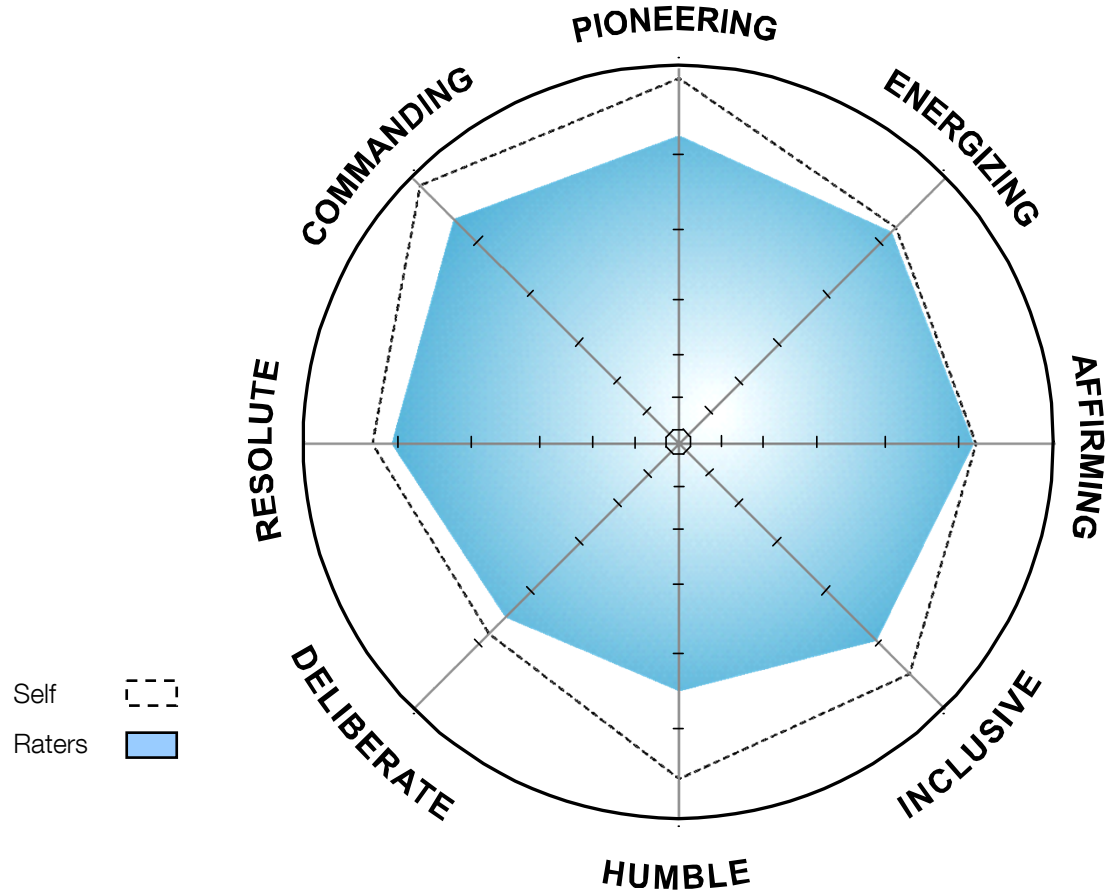 PIONEERING
ENERGIZING
AFFIRMING
INCLUSIVE
HUMBLE
DELIBERATE
RESOLUTE
COMMANDING
Self
Raters